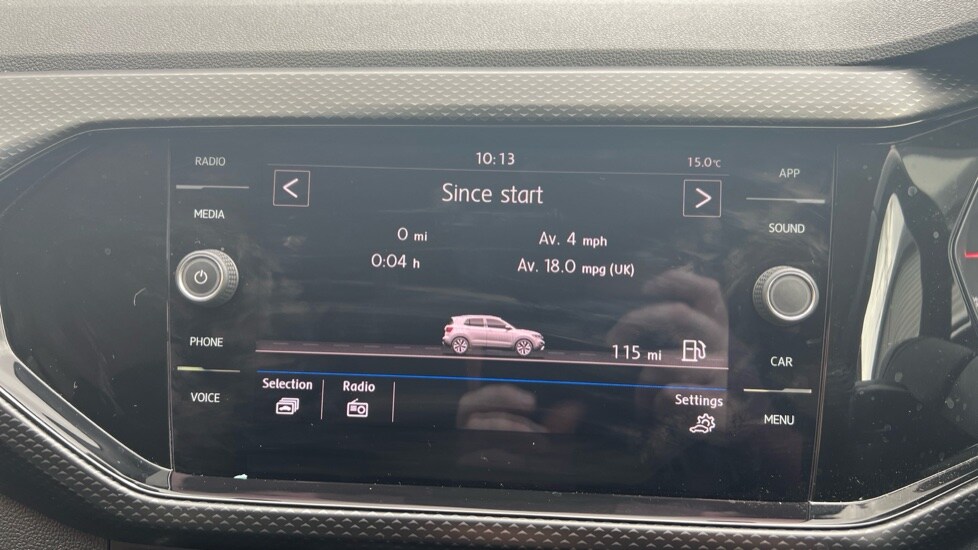 10:13
15.0°C
RADIO
APP
<
Since start
>
MEDIA
SOUND
0 mi
Av. 4 mph
0:04 h
Av. 18.0 mpg (UK)
PHONE
115 mi
CAR
Selection
Radio
Settings
VOICE
MENU